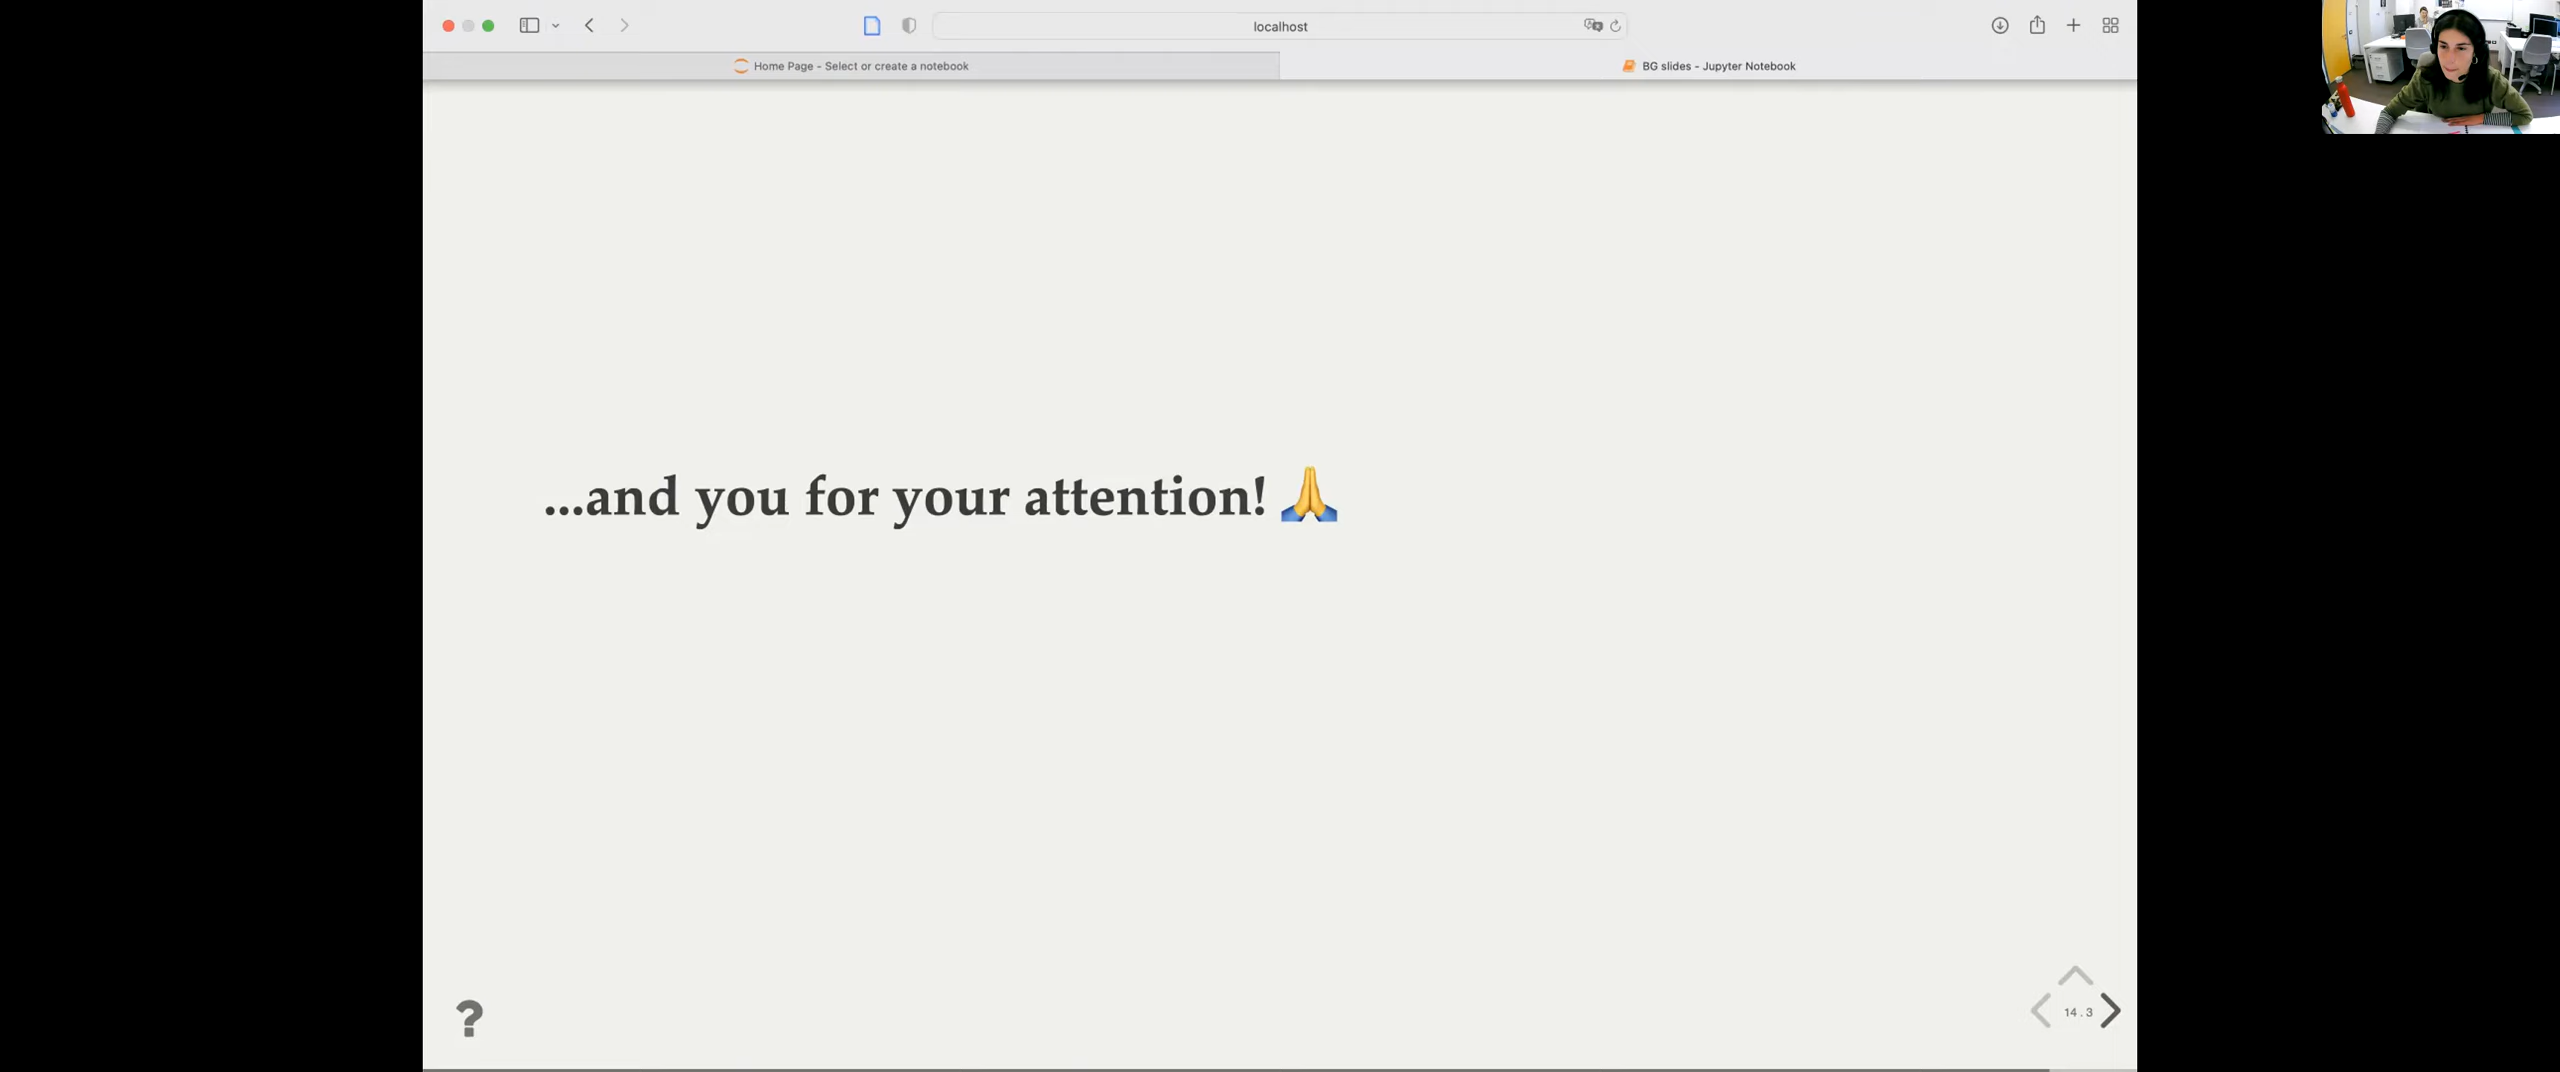 localhost
Home Page - Select or create a notebook
BG slides - Jupyter Notebook
...and you for your attention!🙏
?
14.3